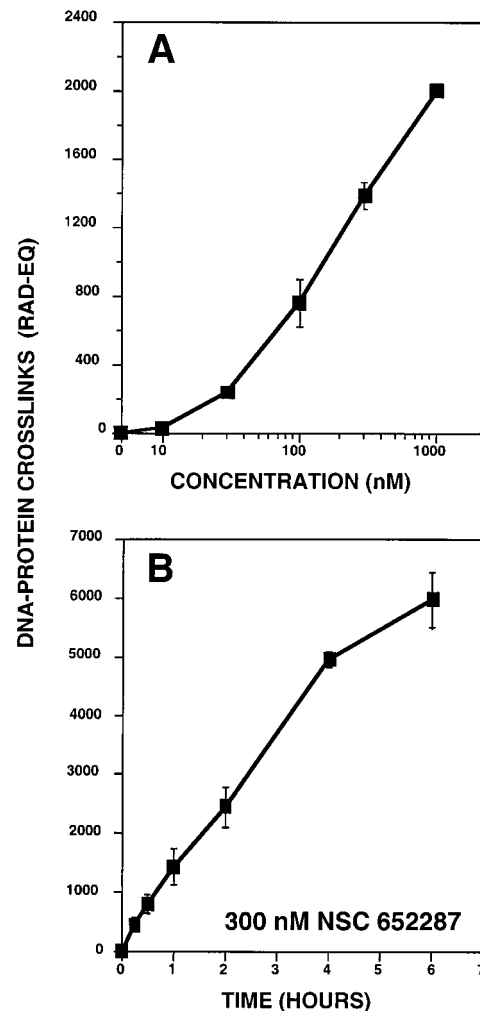 DNA-PROTEIN CROSSLINKS (RAD-EQ)
A
2400
2000
1600
1200
800
400
0
0 10 100 1000
CONCENTRATION (nM)
B
7000
6000
5000
4000
3000
2000
1000
0
300 nM NSC 652287
0 1 2 3 4 5 6 7
TIME (HOURS)